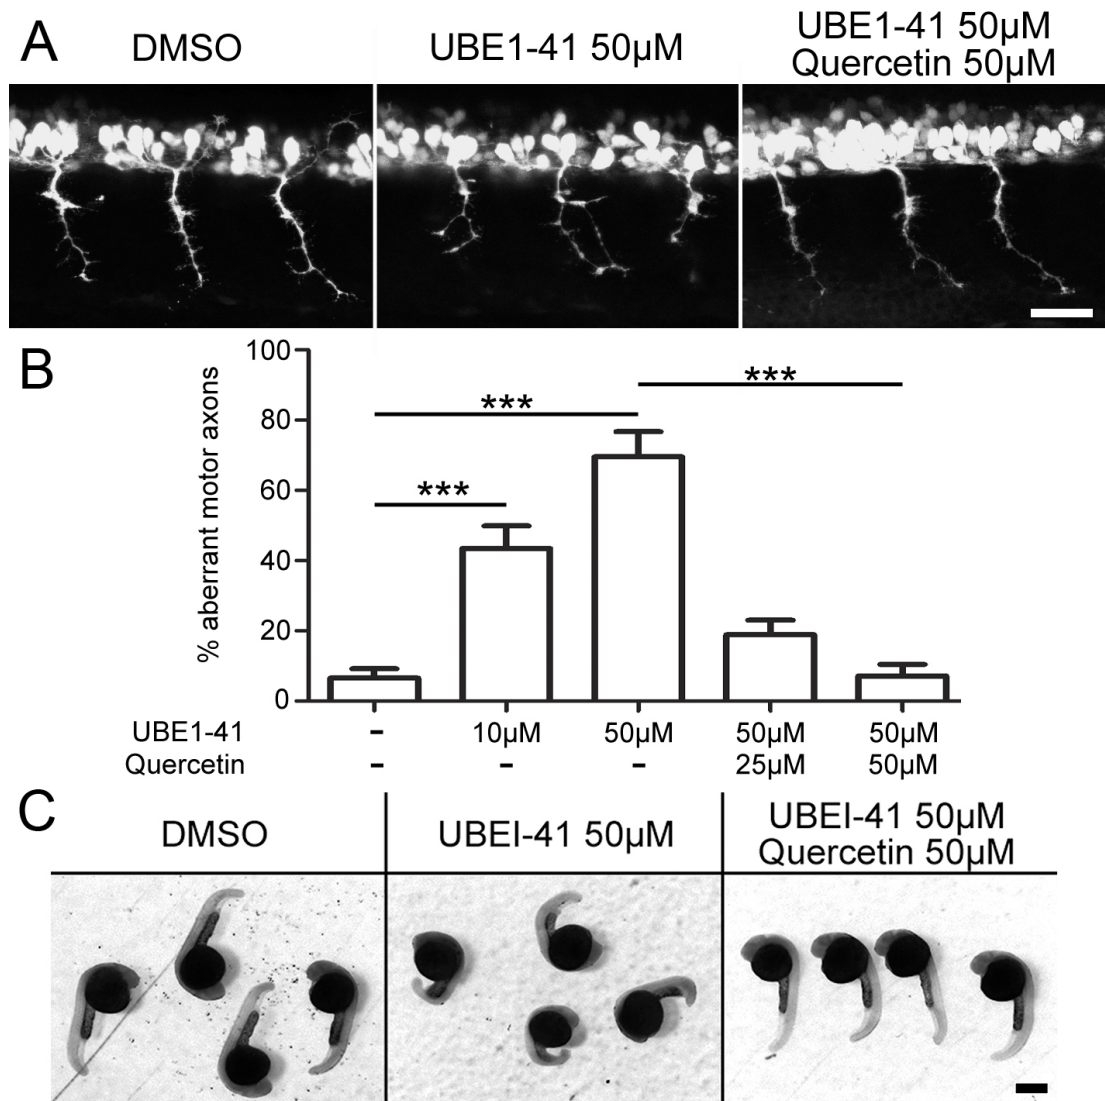 A
DMSO
UBE1-41 50µM
UBE1-41 50µM
Quercetin 50µM
B
% aberrant motor axons
100
80
60
40
20
0
***
***
***
UBE1-41 - 10µM 50µM 50µM 50µM
Quercetin - - - 25µM 50µM
C
DMSO
UBEI-41 50µM
UBEI-41 50µM
Quercetin 50µM